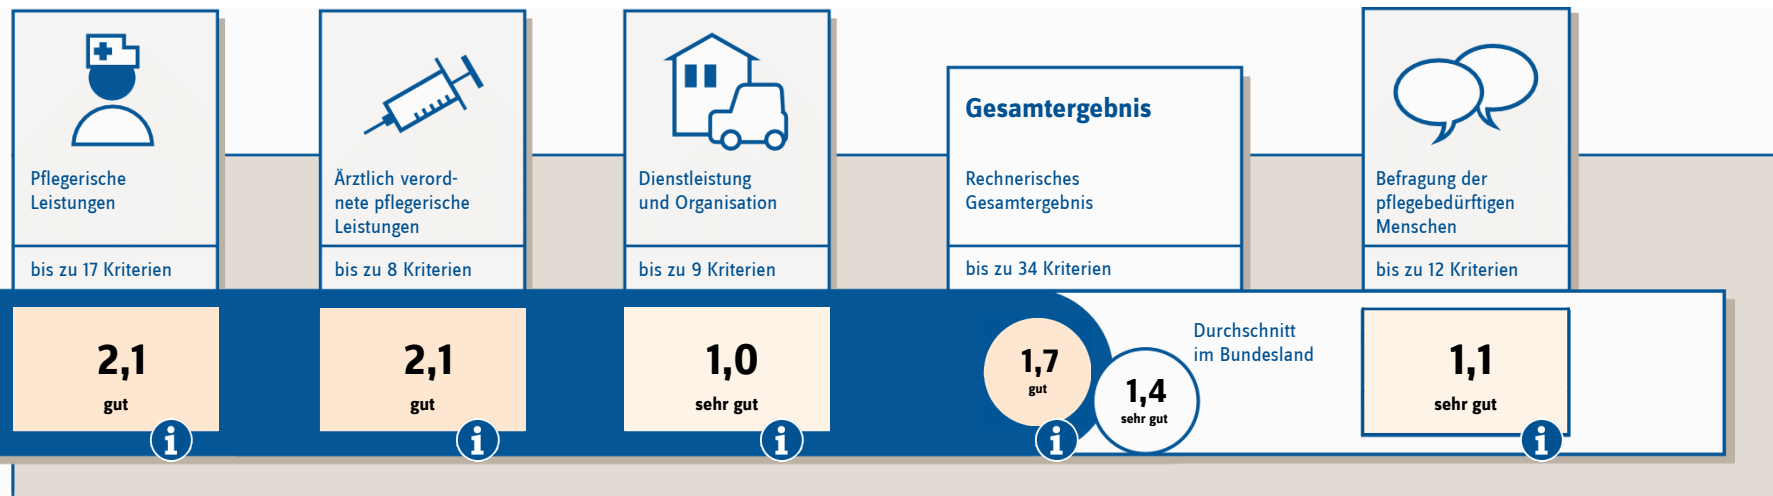 Pflegerische
Leistungen
bis zu 17 Kriterien
2,1
gut
i
Ärztlich verord-
nete pflegerische
Leistungen
bis zu 8 Kriterien
2,1
gut
i
Dienstleistung
und Organisation
bis zu 9 Kriterien
1,0
sehr gut
i
Gesamtergebnis
Rechnerisches
Gesamtergebnis
bis zu 34 Kriterien
1,7
gut
i
Durchschnitt
im Bundesland
1,4
sehr gut
Befragung der
pflegebedürftigen
Menschen
bis zu 12 Kriterien
1,1
sehr gut
i